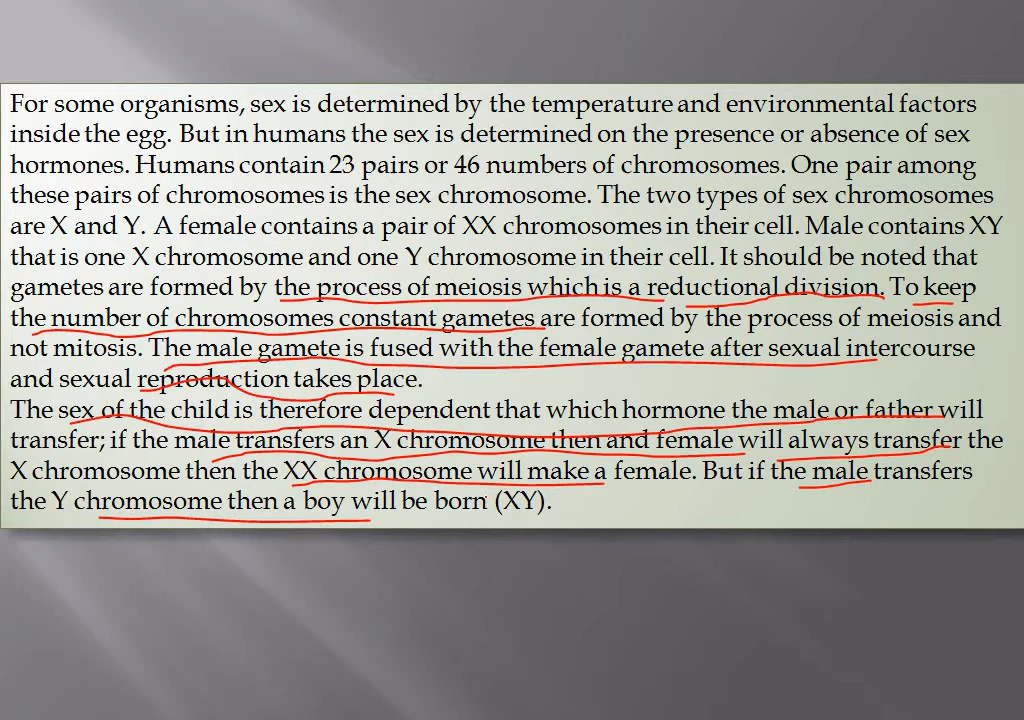 For some organisms, sex is determined by the temperature and environmental factors
inside the egg. But in humans the sex is determined on the presence or absence of sex
hormones. Humans contain 23 pairs or 46 numbers of chromosomes. One pair among
these pairs of chromosomes is the sex chromosome. The two types of sex chromosomes
are X and Y. A female contains a pair of XX chromosomes in their cell. Male contains XY
that is one X chromosome and one Y chromosome in their cell. It should be noted that
gametes are formed by the process of meiosis which is a reductional division. To keep
the number of chromosomes constant gametes are formed by the process of meiosis and
not mitosis. The male gamete is fused with the female gamete after sexual intercourse
and sexual reproduction takes place.
The sex of the child is therefore dependent that which hormone the male or father will
transfer; if the male transfers an X chromosome then and female will always transfer the
X chromosome then the XX chromosome will make a female. But if the male transfers
the Y chromosome then a boy will be born (XY).